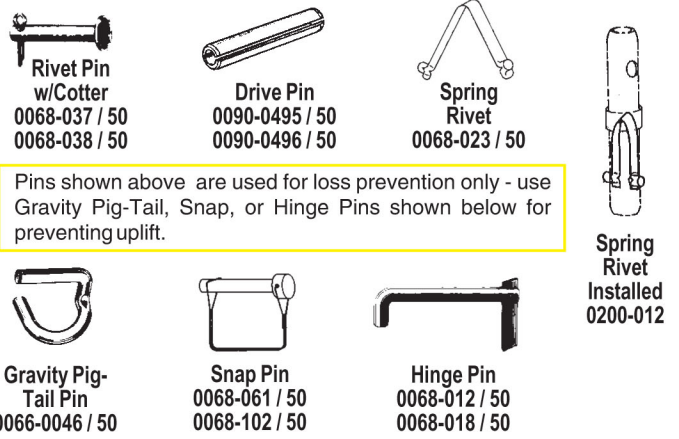 Rivet Pin
w/Cotter
0068-037 / 50
0068-038 / 50
Drive Pin
0090-0495 / 50
0090-0496 / 50
Spring
Rivet
0068-023 / 50
Pins shown above are used for loss prevention only - use
Gravity Pig-Tail, Snap, or Hinge Pins shown below for
preventing uplift.
Spring
Rivet
Installed
0200-012
Gravity Pig-
Tail Pin
0066-0046 / 50
Snap Pin
0068-061 / 50
0068-102 / 50
Hinge Pin
0068-012 / 50
0068-018 / 50